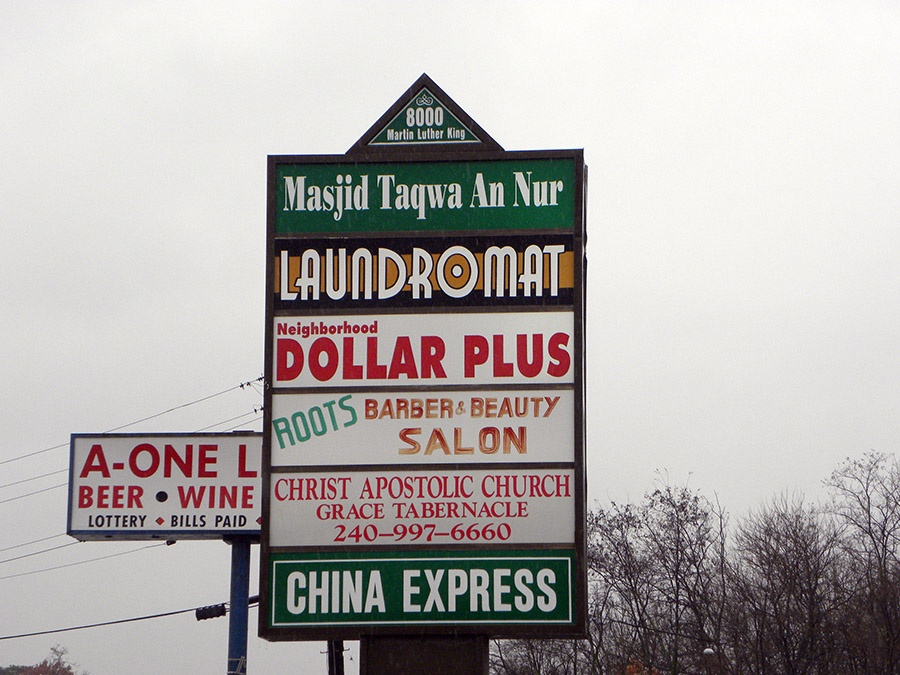 8000
Martin Luther King
Masjid Taqwa An Nur
LAUNDROMAT
Neighborhood
DOLLAR PLUS
ROOTS BARBER & BEAUTY
SALON
CHRIST APOSTOLIC CHURCH
GRACE TABERNACLE
240-997-6660
CHINA EXPRESS
A-ONE L
BEER • WINE
LOTTERY ◆ BILLS PAID ◆